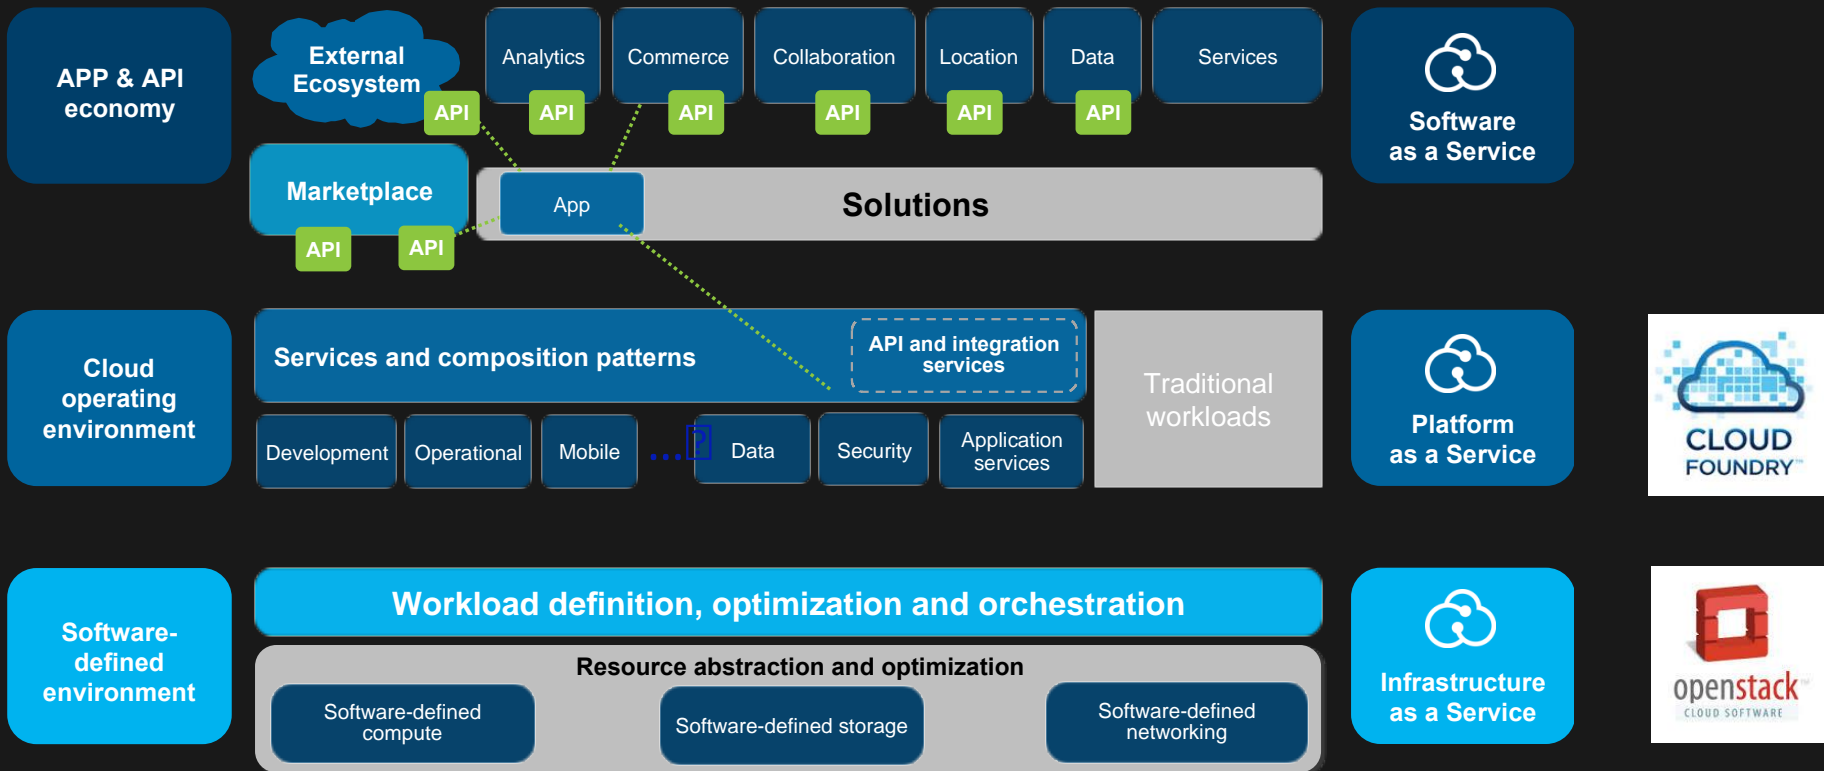 APP & API
economy
External
Ecosystem
API
Analytics
API
Commerce
API
Collaboration
API
Location
API
Data
API
Services
Software
as a Service
Marketplace
API
API
App
Solutions
Cloud
operating
environment
Services and composition patterns
API and integration
services
Development
Operational
Mobile
...
Data
Security
Application
services
Traditional
workloads
Platform
as a Service
CLOUD
FOUNDRY™
Software-
defined
environment
Workload definition, optimization and orchestration
Resource abstraction and optimization
Software-defined
compute
Software-defined storage
Software-defined
networking
Infrastructure
as a Service
openstack™
CLOUD SOFTWARE